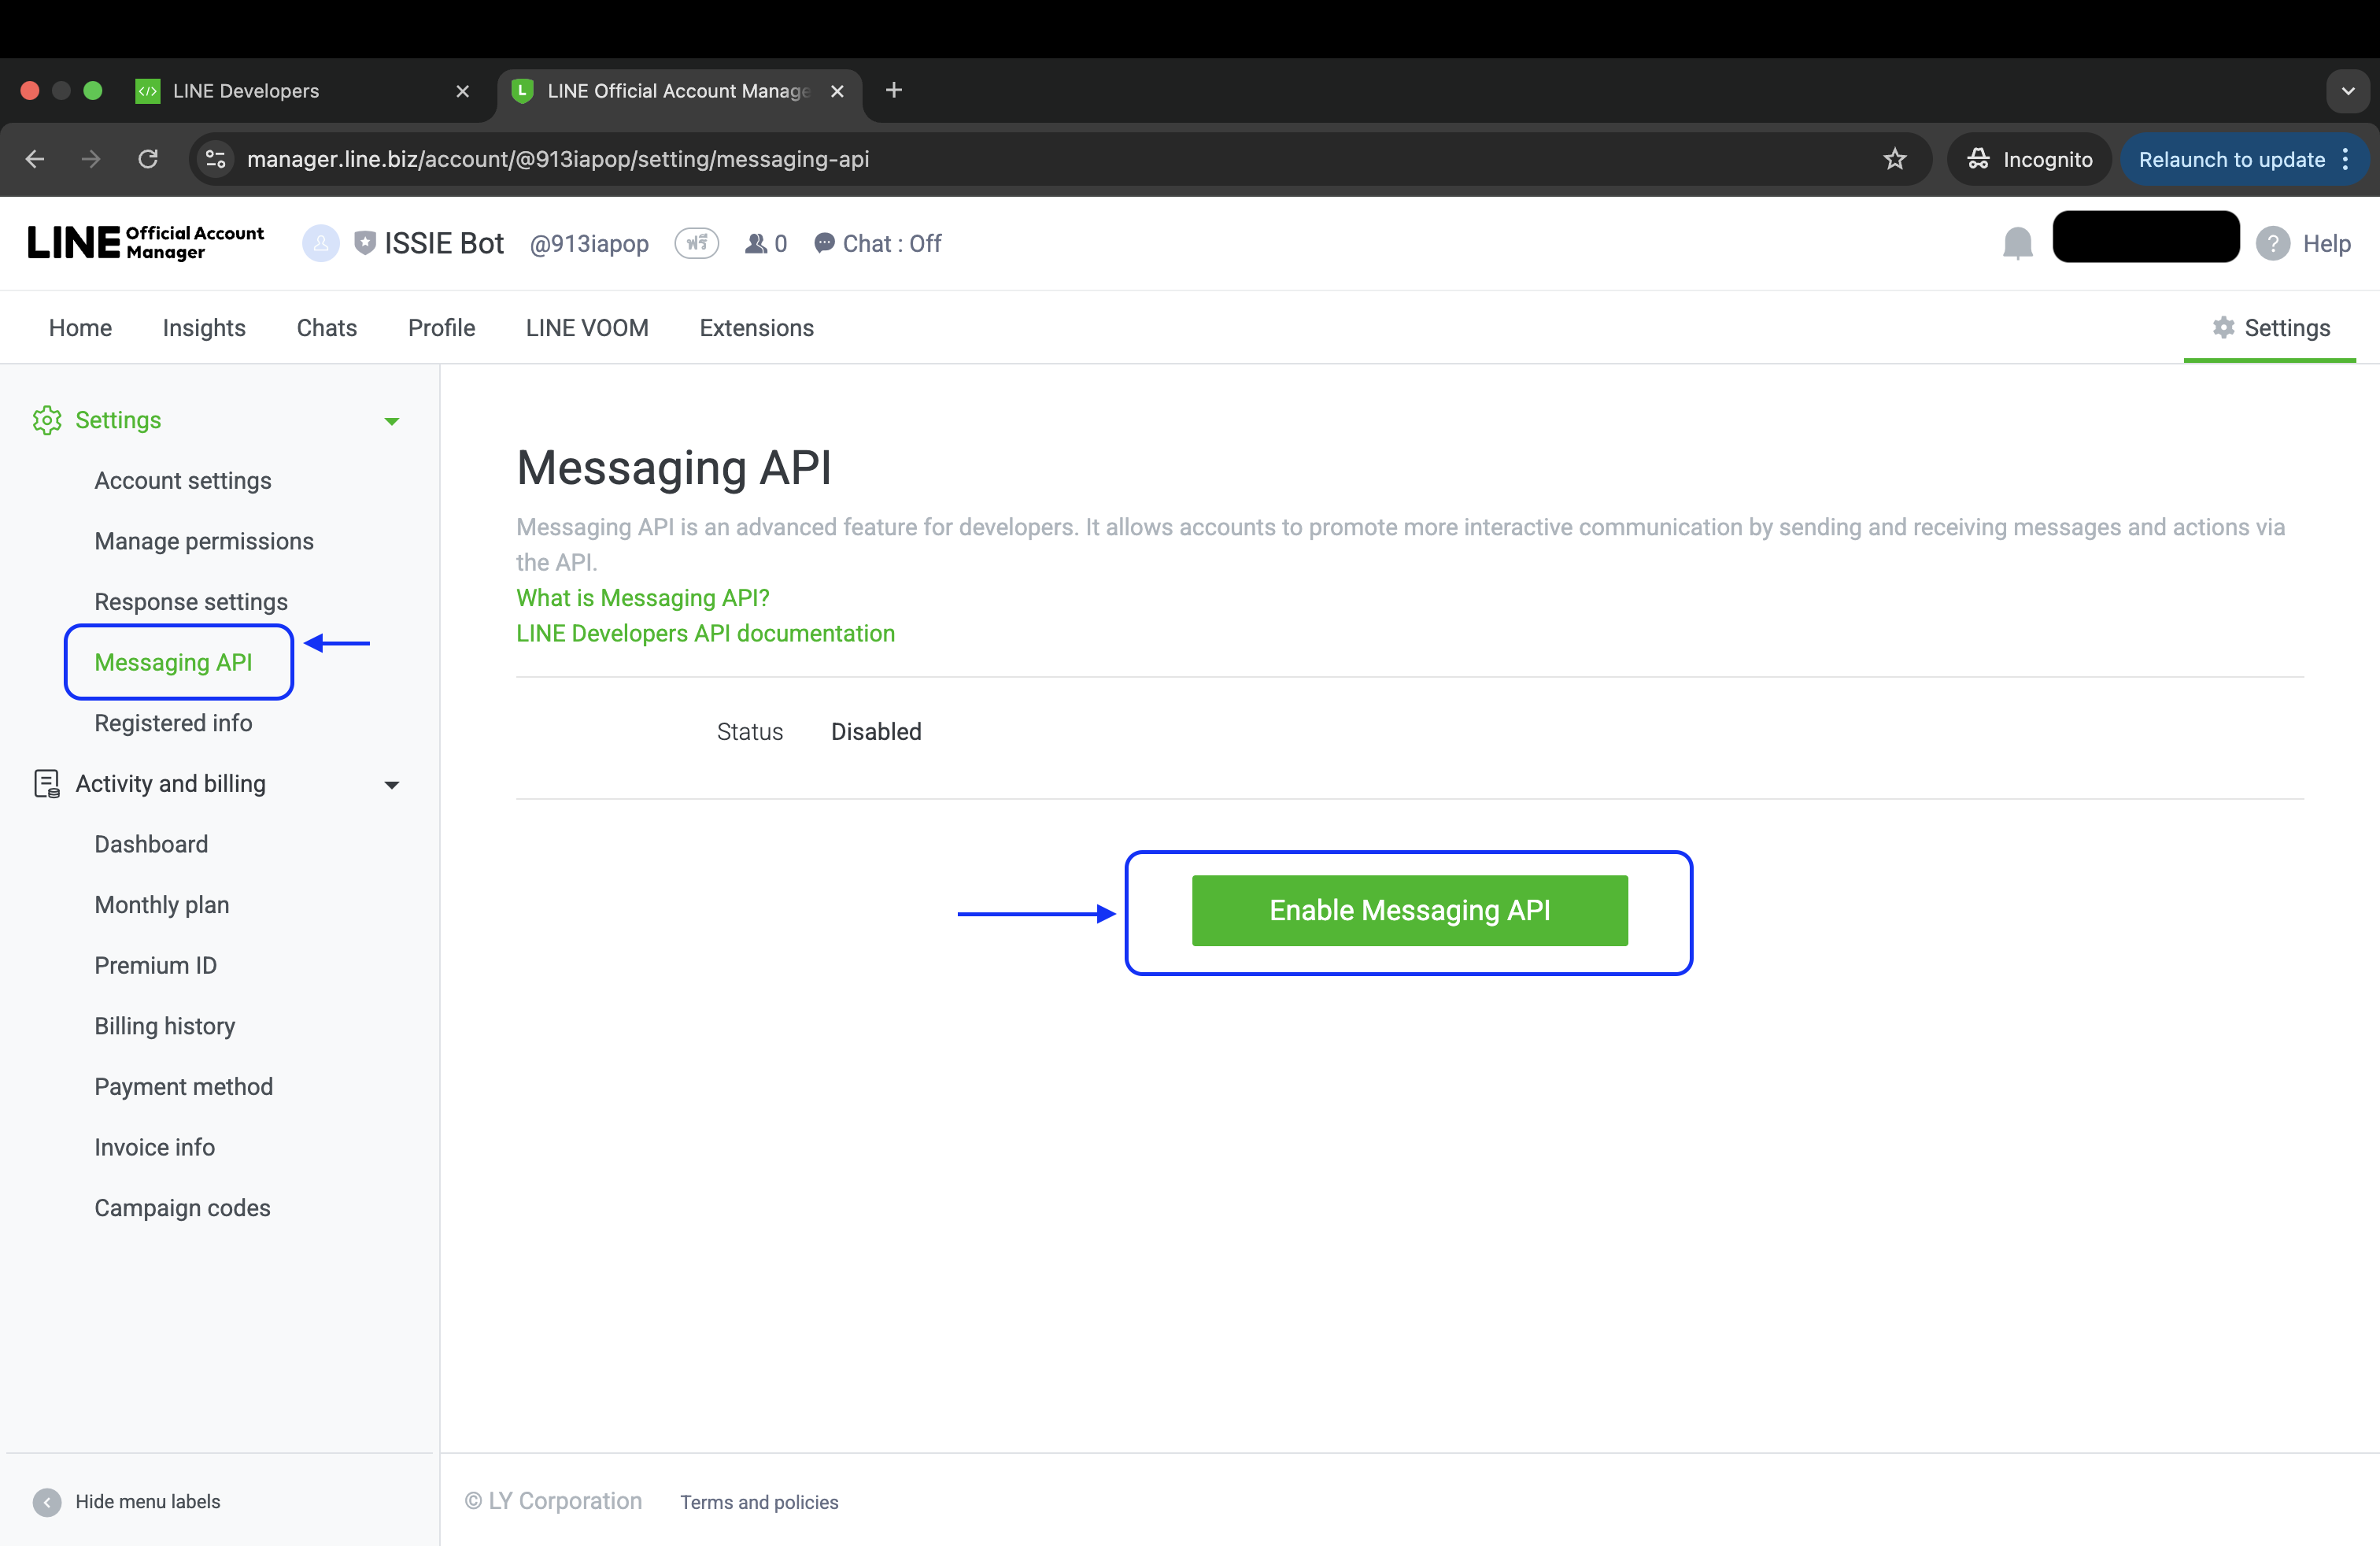 LINE Developers
LINE Official Account Manage
manager.line.biz/account/@913iapop/setting/messaging-api
Incognito
Relaunch to update
LINE Official Account
Manager
ISSIE Bot
@913iapop
ฟรี
0
Chat : Off
Help
Home
Insights
Chats
Profile
LINE VOOM
Extensions
Settings
Settings
Account settings
Manage permissions
Response settings
Messaging API
Registered info
Activity and billing
Dashboard
Monthly plan
Premium ID
Billing history
Payment method
Invoice info
Campaign codes
Hide menu labels
Messaging API
Messaging API is an advanced feature for developers. It allows accounts to promote more interactive communication by sending and receiving messages and actions via
the API.
What is Messaging API?
LINE Developers API documentation
Status Disabled
Enable Messaging API
© LY Corporation
Terms and policies